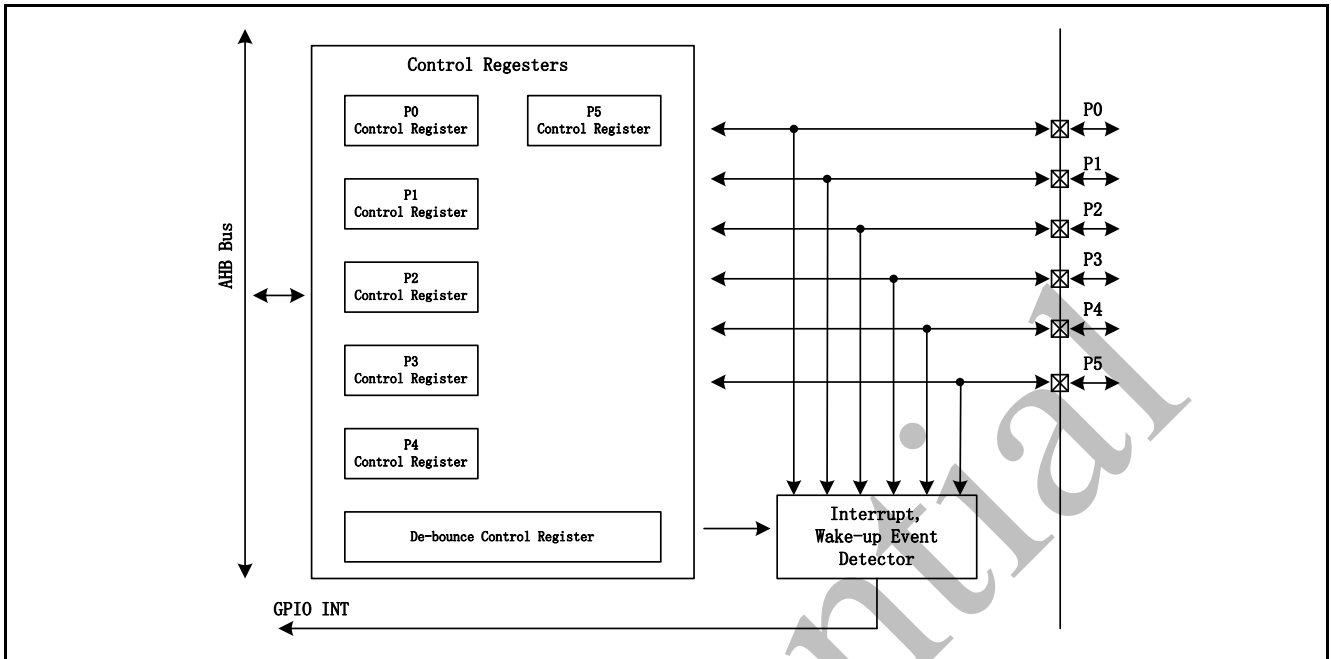 Control Regesters
P0
Control Register
P5
Control Register
P1
Control Register
P2
Control Register
P3
Control Register
P4
Control Register
De-bounce Control Register
AHB Bus
P0
P1
P2
P3
P4
P5
Interrupt,
Wake-up Event
Detector
GPIO INT
ntial